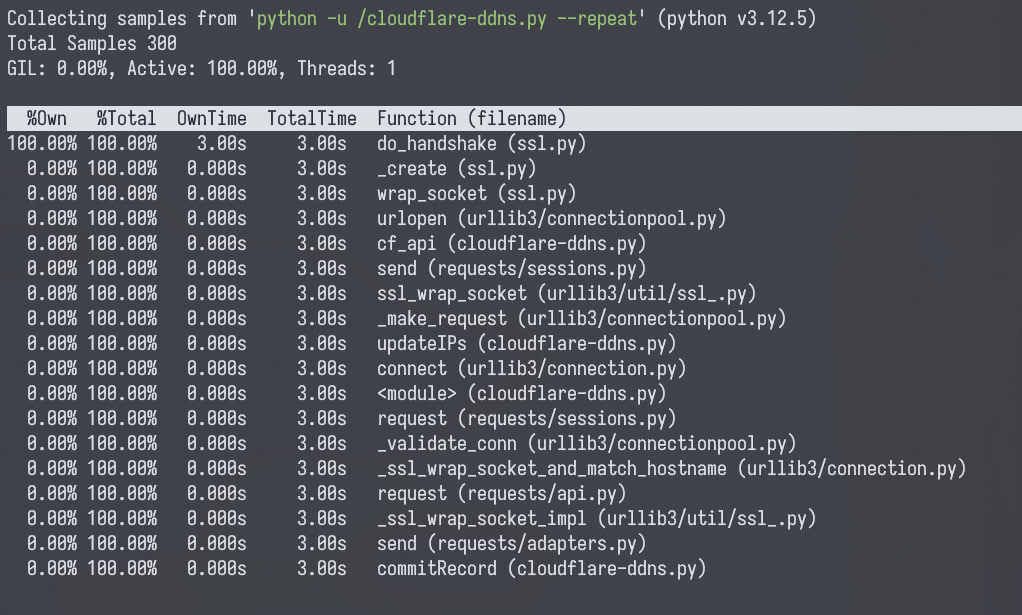 Collecting samples from 'python -u /cloudflare-ddns.py --repeat' (python v3.12.5)
Total Samples 300
GIL: 0.00%, Active: 100.00%, Threads: 1
%Own %Total OwnTime TotalTime Function (filename)
100.00% 100.00% 3.00s 3.00s do_handshake (ssl.py)
0.00% 100.00% 0.000s 3.00s _create (ssl.py)
0.00% 100.00% 0.000s 3.00s wrap_socket (ssl.py)
0.00% 100.00% 0.000s 3.00s urlopen (urllib3/connectionpool.py)
0.00% 100.00% 0.000s 3.00s cf_api (cloudflare-ddns.py)
0.00% 100.00% 0.000s 3.00s send (requests/sessions.py)
0.00% 100.00% 0.000s 3.00s ssl_wrap_socket (urllib3/util/ssl_.py)
0.00% 100.00% 0.000s 3.00s _make_request (urllib3/connectionpool.py)
0.00% 100.00% 0.000s 3.00s updateIPs (cloudflare-ddns.py)
0.00% 100.00% 0.000s 3.00s connect (urllib3/connection.py)
0.00% 100.00% 0.000s 3.00s <module> (cloudflare-ddns.py)
0.00% 100.00% 0.000s 3.00s request (requests/sessions.py)
0.00% 100.00% 0.000s 3.00s _validate_conn (urllib3/connectionpool.py)
0.00% 100.00% 0.000s 3.00s _ssl_wrap_socket_and_match_hostname (urllib3/connection.py)
0.00% 100.00% 0.000s 3.00s request (requests/api.py)
0.00% 100.00% 0.000s 3.00s _ssl_wrap_socket_impl (urllib3/util/ssl_.py)
0.00% 100.00% 0.000s 3.00s send (requests/adapters.py)
0.00% 100.00% 0.000s 3.00s commitRecord (cloudflare-ddns.py)